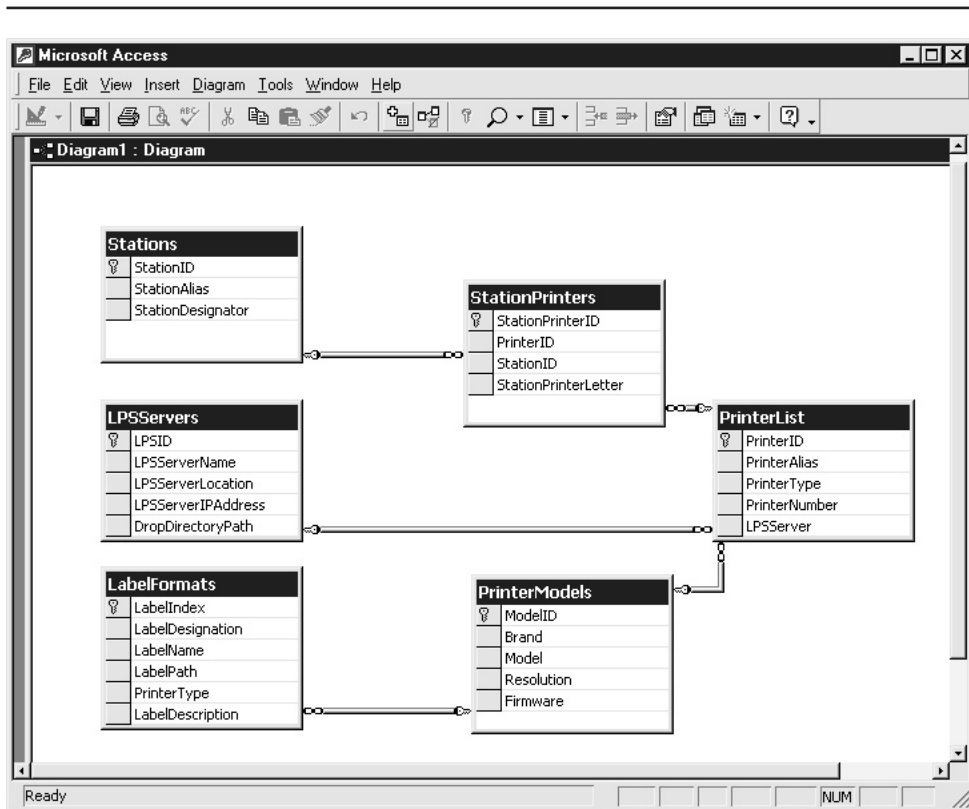 Microsoft Access
File Edit View Insert Diagram Tools Window Help
ABC
Diagram1 : Diagram
Stations
StationID
StationAlias
StationDesignator
StationPrinters
StationPrinterID
PrinterID
StationID
StationPrinterLetter
LPSServers
LPSID
LPSServerName
LPSServerLocation
LPSServerIPAddress
DropDirectoryPath
PrinterList
PrinterID
PrinterAlias
PrinterType
PrinterNumber
LPSServer
LabelFormats
LabelIndex
LabelDesignation
LabelName
LabelPath
PrinterType
LabelDescription
PrinterModels
ModelID
Brand
Model
Resolution
Firmware
Ready
NUM